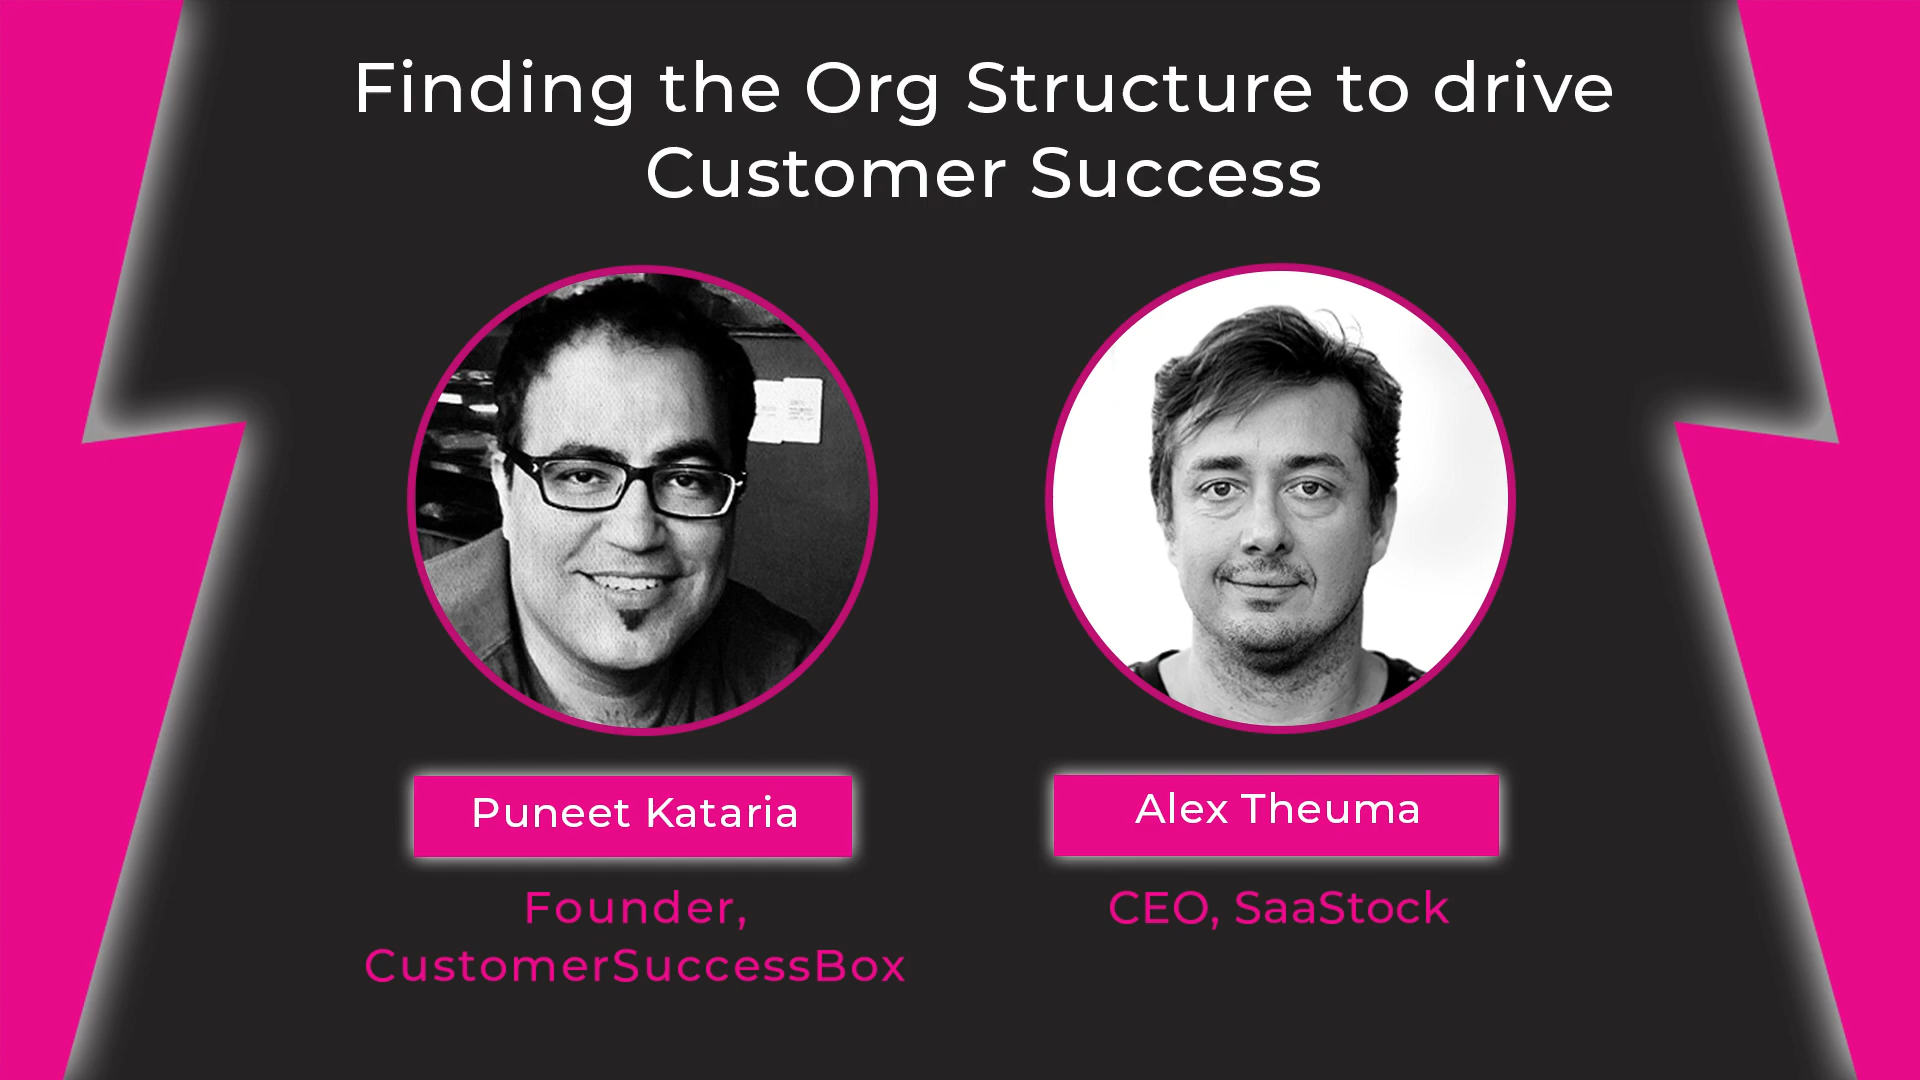 Finding the Org Structure to drive
Customer Success
Puneet Kataria
Founder,
CustomerSuccessBox
Alex Theuma
CEO, SaaStock